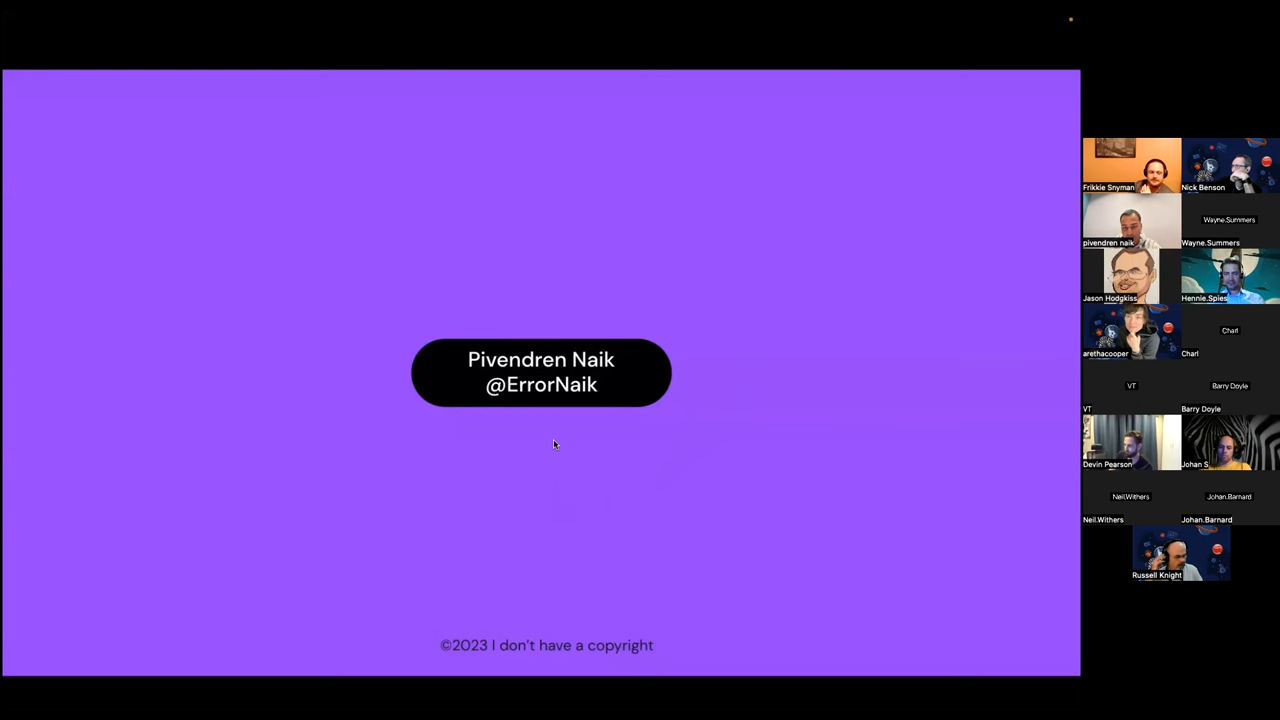 Pivendren Naik
@ErrorNaik
©2023 I don't have a copyright
Frikkie Snyman
Nick Benson
pivendren naik
Wayne.Summers
Wayne.Summers
Jason Hodgkiss
Hennie.Spies
arethacooper
Charl
Charl
VT
VT
Barry Doyle
Barry Doyle
Devin Pearson
Johan S
Neil.Withers
Neil.Withers
Johan.Barnard
Johan.Barnard
Russell Knight